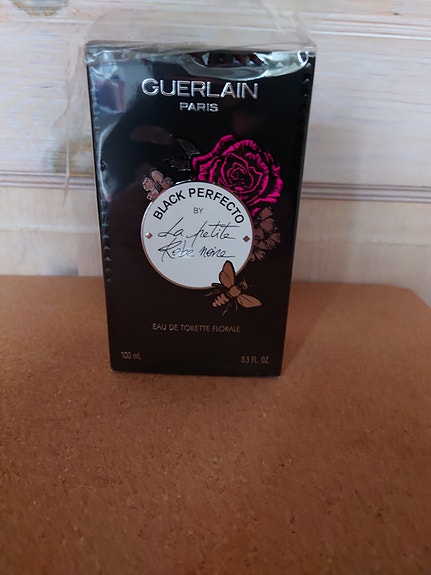 GUERLAIN
PARIS
BLACK PERFECTO
BY
La petite
Robe noire
EAU DE TOILETTE FLORALE
100 mL
3.3 FL. OZ.